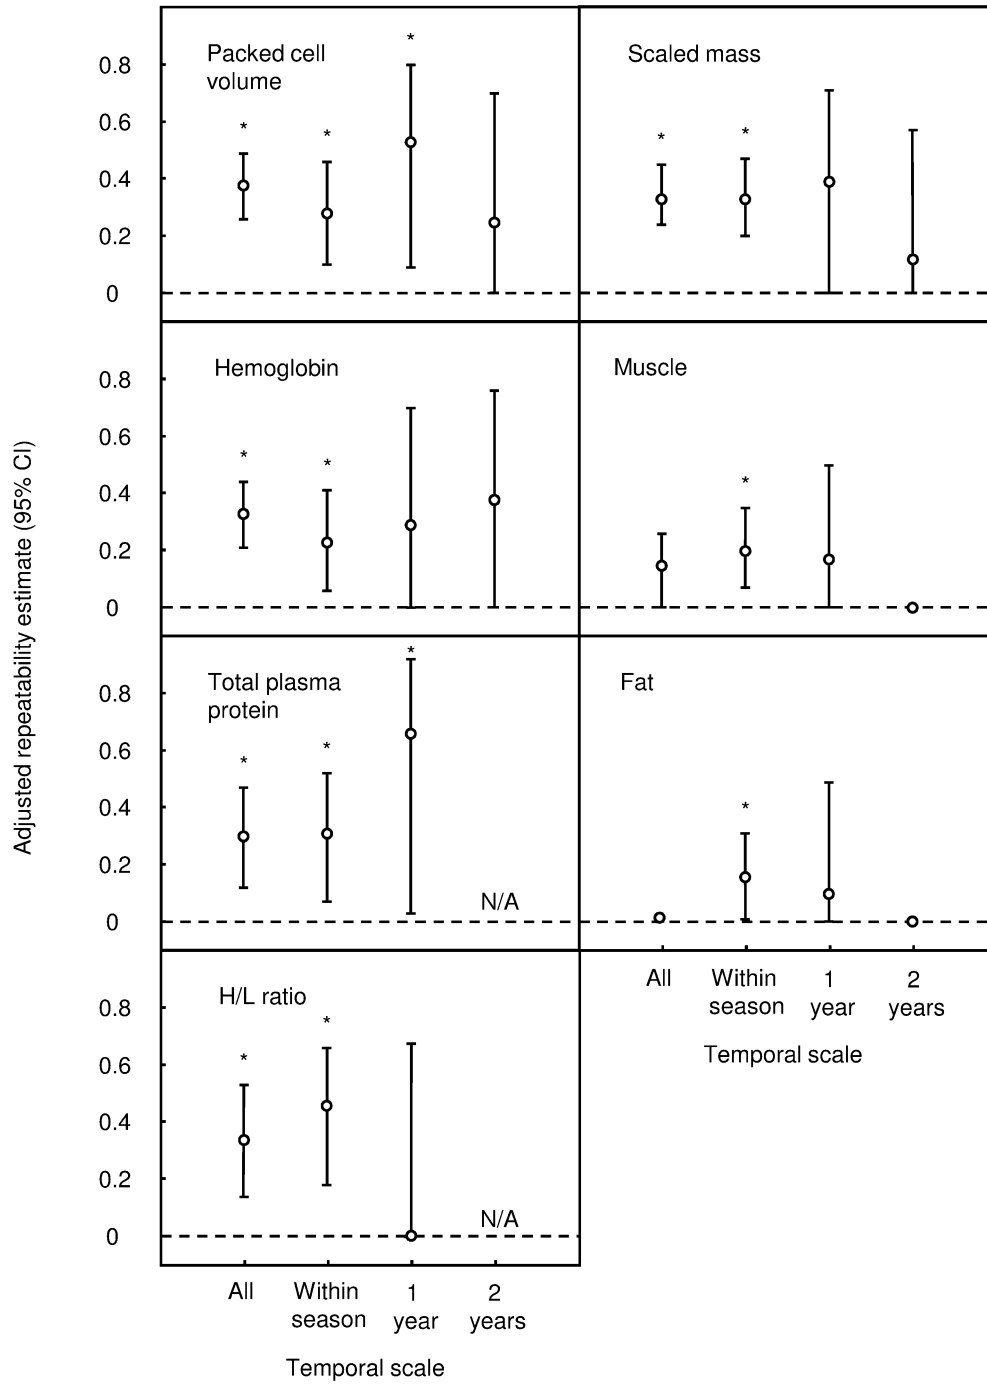 Adjusted repeatability estimate (95% CI)
Packed cell
volume
*
*
*
0.8
0.6
0.4
0.2
0
Scaled mass
*
*
Hemoglobin
*
*
0.8
0.6
0.4
0.2
0
Muscle
*
Total plasma
protein
*
*
*
0.8
0.6
0.4
0.2
0
N/A
Fat
*
All
Within
season
1
year
2
years
Temporal scale
H/L ratio
*
*
0.8
0.6
0.4
0.2
0
N/A
All
Within
season
1
year
2
years
Temporal scale